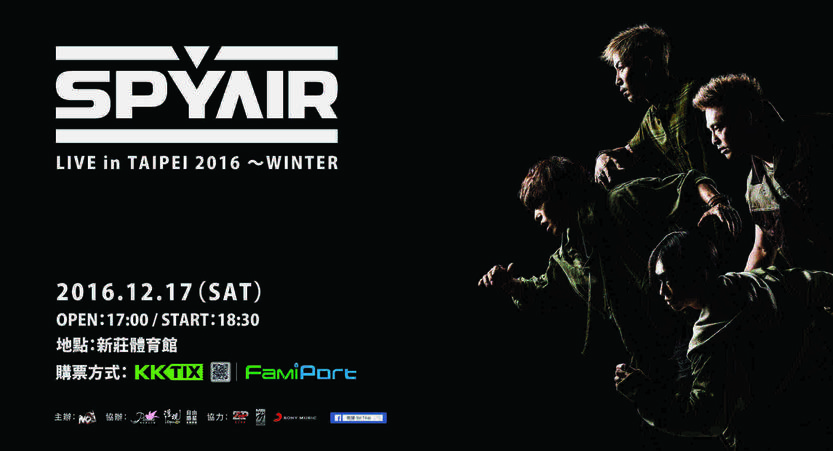 SPYAIR
LIVE in TAIPEI 2016 ～WINTER
2016.12.17（SAT）
OPEN：17:00 / START：18:30
地點：新莊體育館
購票方式： KKTIX FamiPort
主辦： 協辦： 協力： SONY MUSIC